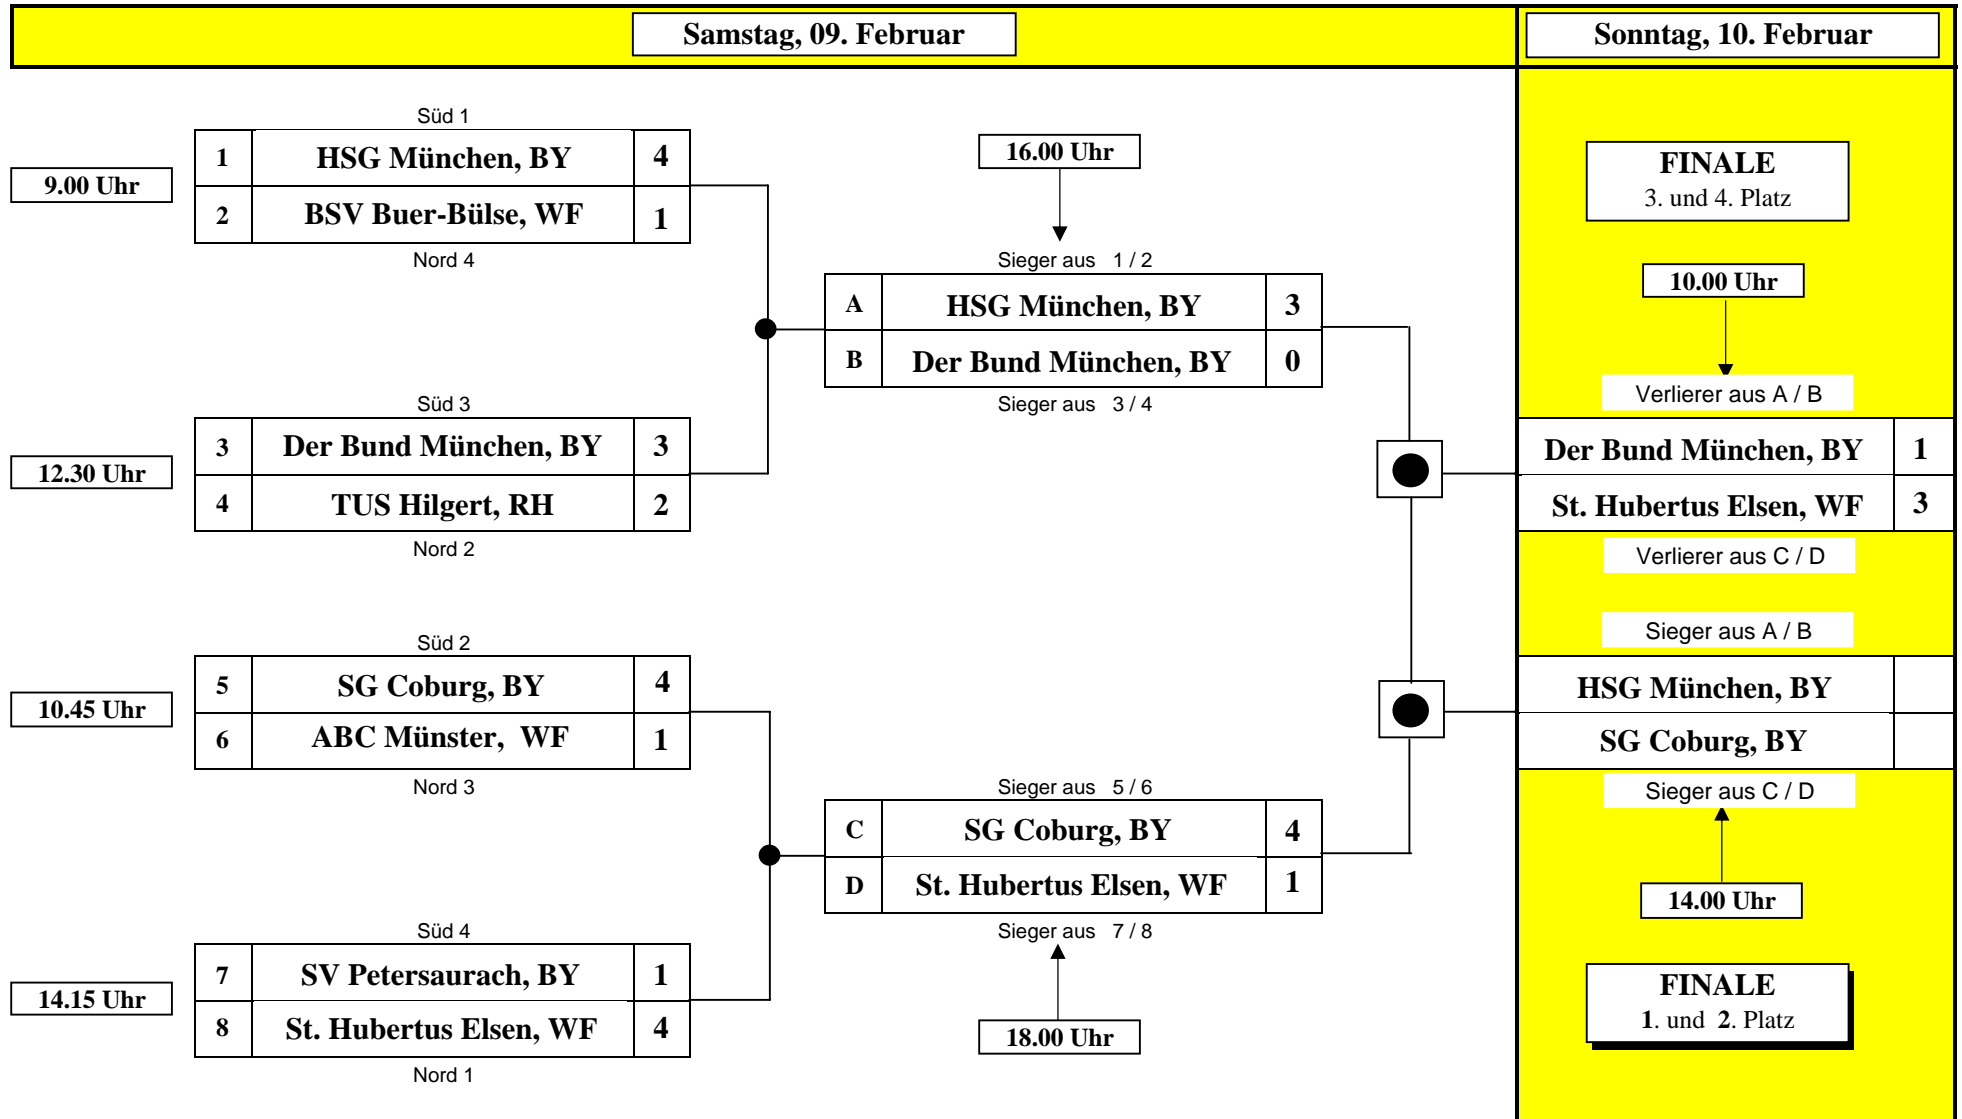 Samstag, 09. Februar
Sonntag, 10. Februar
Süd 1
9.00 Uhr
1 HSG München, BY 4
2 BSV Buer-Bülse, WF 1
Nord 4
Süd 3
12.30 Uhr
3 Der Bund München, BY 3
4 TUS Hilgert, RH 2
Nord 2
Süd 2
10.45 Uhr
5 SG Coburg, BY 4
6 ABC Münster, WF 1
Nord 3
Süd 4
14.15 Uhr
7 SV Petersaurach, BY 1
8 St. Hubertus Elsen, WF 4
Nord 1
16.00 Uhr
Sieger aus 1 / 2
A HSG München, BY 3
B Der Bund München, BY 0
Sieger aus 3 / 4
Sieger aus 5 / 6
C SG Coburg, BY 4
D St. Hubertus Elsen, WF 1
Sieger aus 7 / 8
18.00 Uhr
FINALE
3. und 4. Platz
10.00 Uhr
Verlierer aus A / B
Der Bund München, BY 1
St. Hubertus Elsen, WF 3
Verlierer aus C / D
Sieger aus A / B
HSG München, BY
SG Coburg, BY
Sieger aus C / D
14.00 Uhr
FINALE
1. und 2. Platz